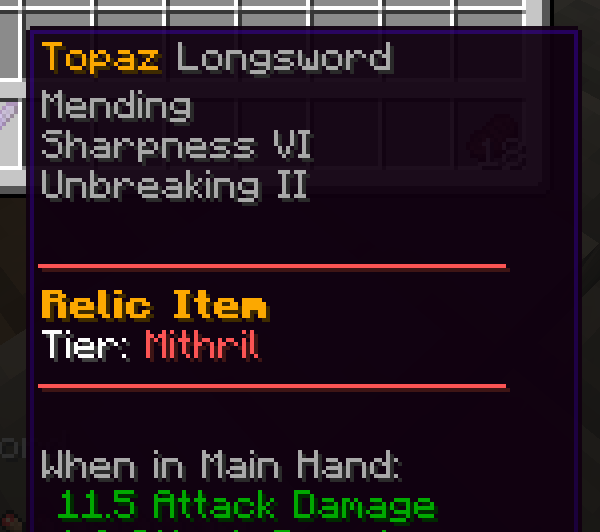 Topaz Longsword
Mending
Sharpness VI
Unbreaking II
Relic Item
Tier: Mithril
When in Main Hand:
11.5 Attack Damage
18